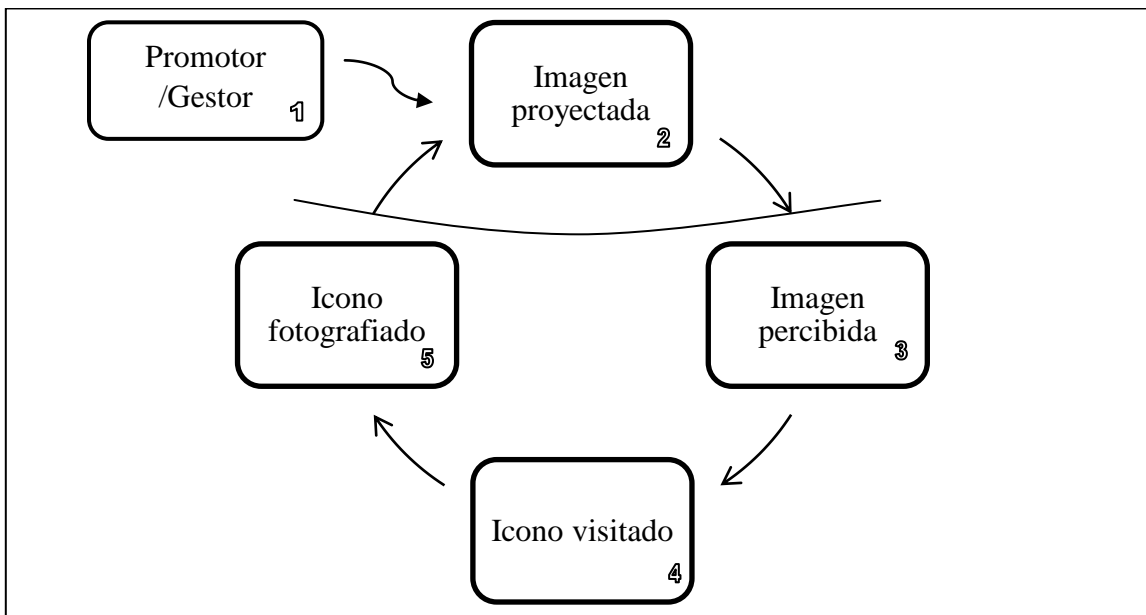 Promotor
/Gestor
1
Imagen
proyectada
2
Imagen
percibida
3
Icono visitado
4
Icono
fotografiado
5